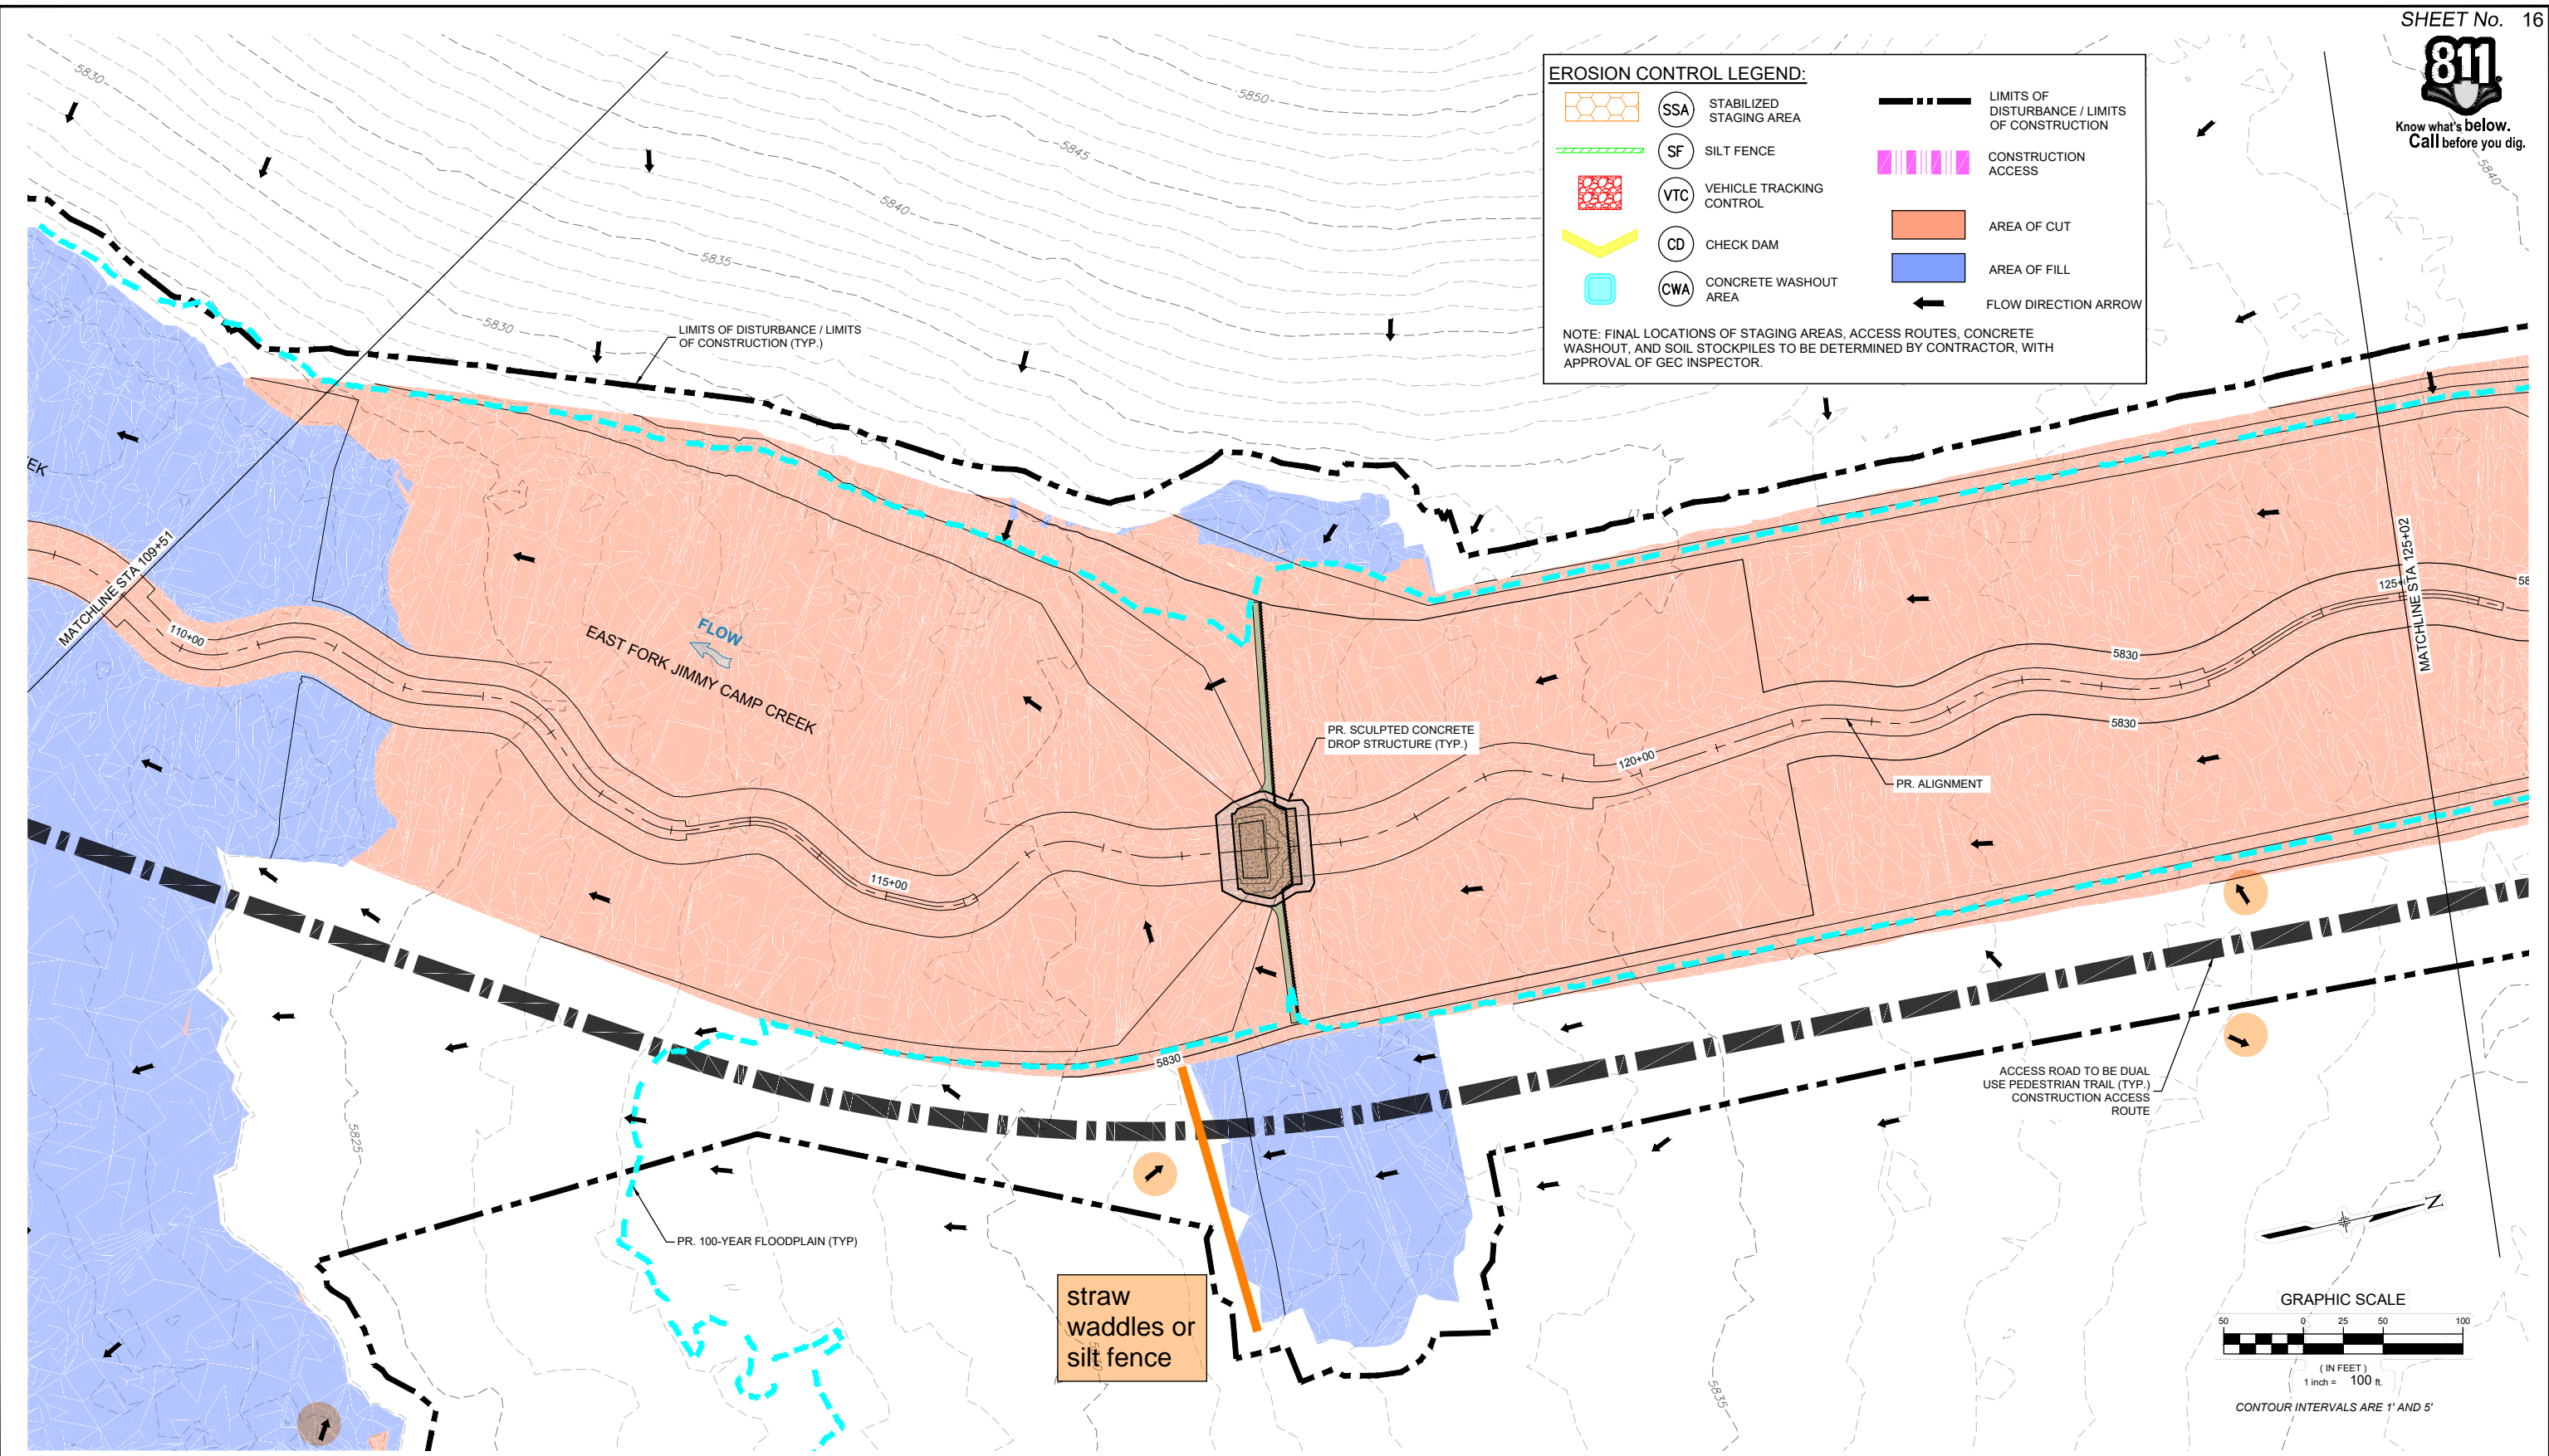 SHEET No. 16
811
Know what's below.
Call before you dig.
EROSION CONTROL LEGEND:
SSA
STABILIZED
STAGING AREA
SF
SILT FENCE
VTC
VEHICLE TRACKING
CONTROL
CD
CHECK DAM
CWA
CONCRETE WASHOUT
AREA
LIMITS OF
DISTURBANCE / LIMITS
OF CONSTRUCTION
CONSTRUCTION
ACCESS
AREA OF CUT
AREA OF FILL
FLOW DIRECTION ARROW
NOTE: FINAL LOCATIONS OF STAGING AREAS, ACCESS ROUTES, CONCRETE
WASHOUT, AND SOIL STOCKPILES TO BE DETERMINED BY CONTRACTOR, WITH
APPROVAL OF GEC INSPECTOR.
5830
5850
5845
5840
5835
5830
5840
LIMITS OF DISTURBANCE / LIMITS
OF CONSTRUCTION (TYP.)
EK
MATCHLINE STA 109+51
MATCHLINE STA 125+02
110+00
FLOW
EAST FORK JIMMY CAMP CREEK
PR. SCULPTED CONCRETE
DROP STRUCTURE (TYP.)
120+00
125+
58
5830
5830
PR. ALIGNMENT
115+00
5830
5825
ACCESS ROAD TO BE DUAL
USE PEDESTRIAN TRAIL (TYP.)
CONSTRUCTION ACCESS
ROUTE
PR. 100-YEAR FLOODPLAIN (TYP)
straw
waddles or
silt fence
5835
N
GRAPHIC SCALE
50 0 25 50 100
( IN FEET )
1 inch = 100 ft.
CONTOUR INTERVALS ARE 1' AND 5'